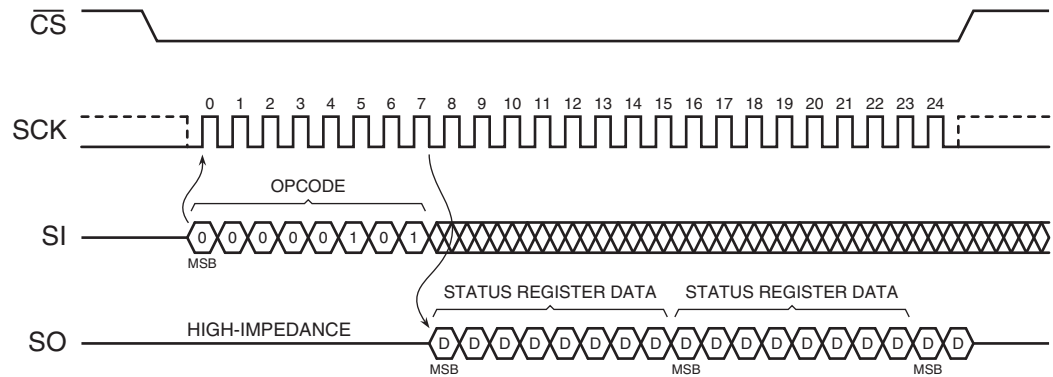 CS
0 1 2 3 4 5 6 7 8 9 10 11 12 13 14 15 16 17 18 19 20 21 22 23 24
SCK
OPCODE
SI 0 0 0 0 0 1 0 1
MSB
STATUS REGISTER DATA STATUS REGISTER DATA
HIGH-IMPEDANCE
SO D D D D D D D D D D D D D D D D D D
MSB MSB MSB